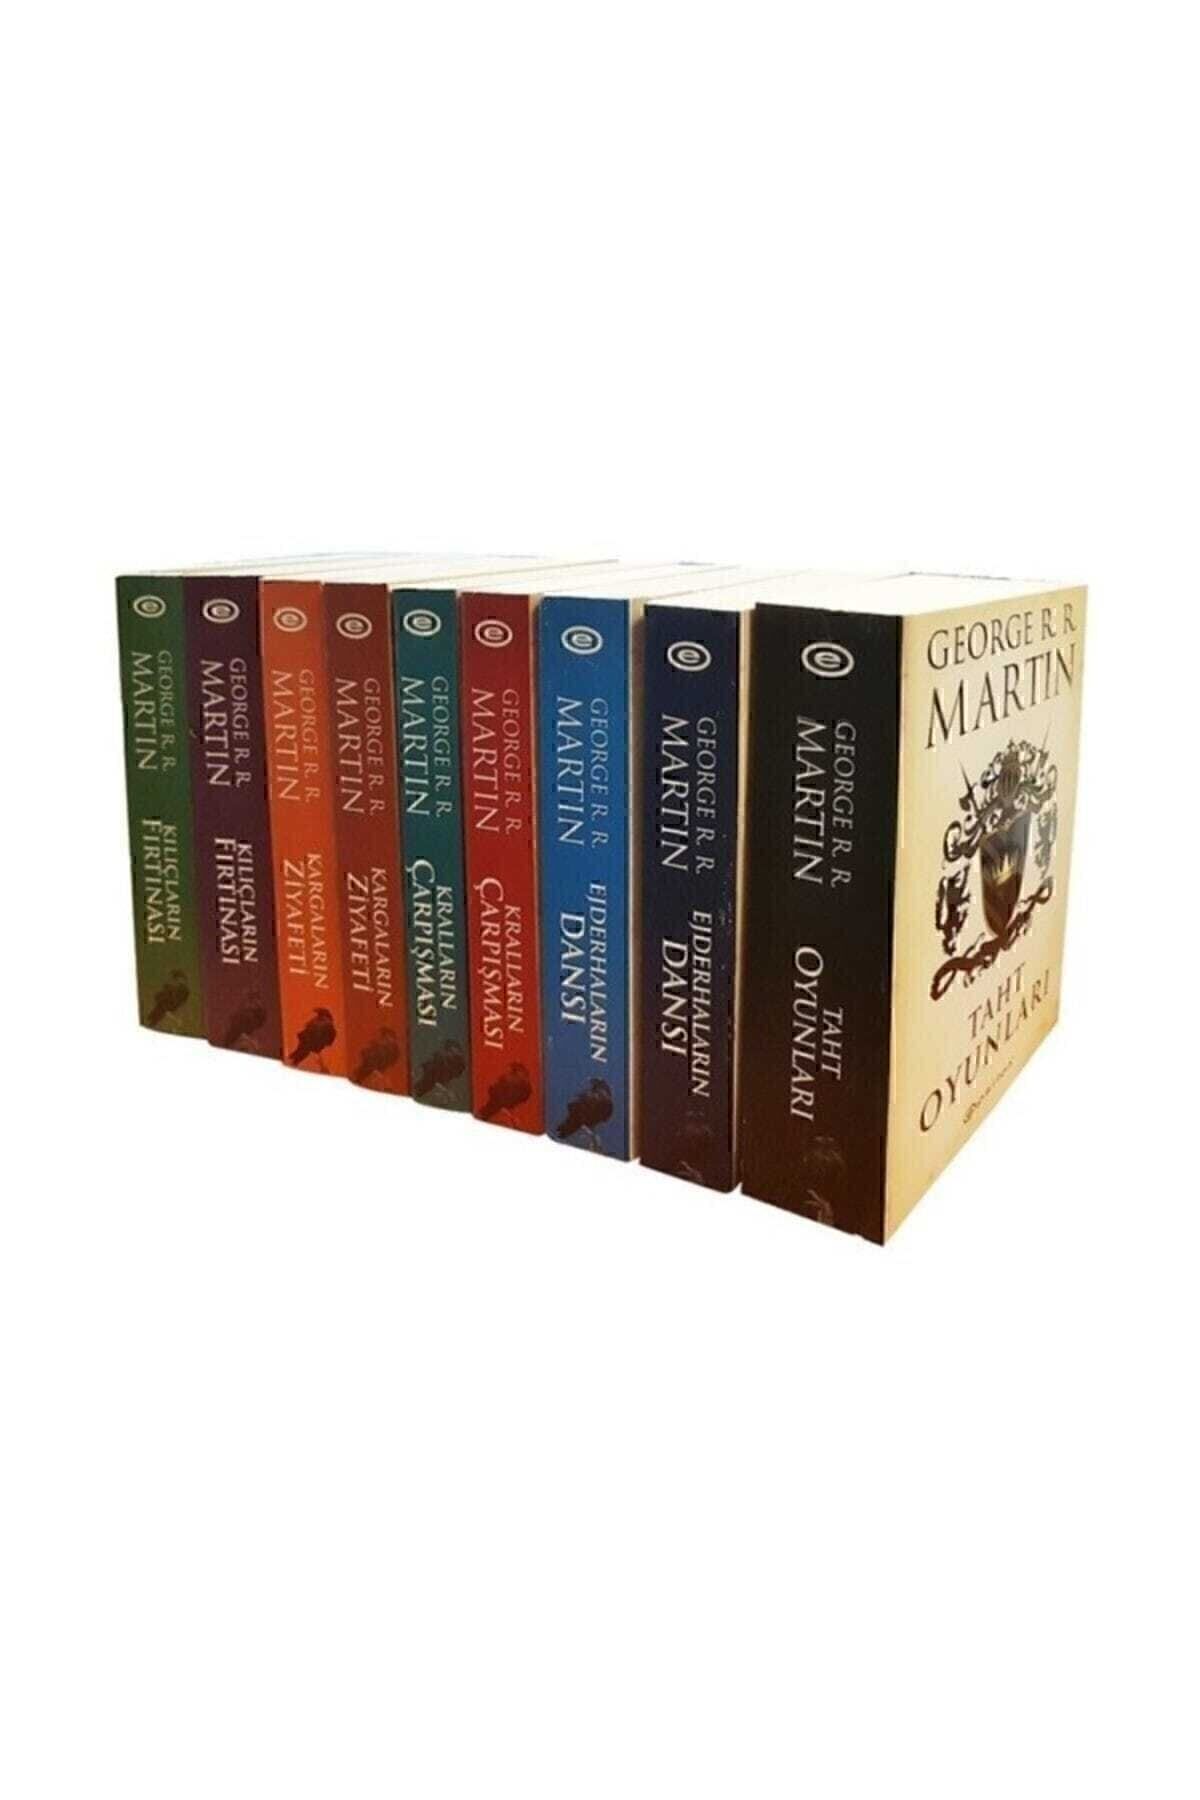 GEORGE R. R.
MARTIN
KILIÇLARIN
FIRTINASI
GEORGE R. R.
MARTIN
KILIÇLARIN
FIRTINASI
GEORGE R. R.
MARTIN
KARGALARIN
ZİYAFETİ
GEORGE R. R.
MARTIN
KARGALARIN
ZİYAFETİ
GEORGE R. R.
MARTIN
KRALLARIN
ÇARPIŞMASI
GEORGE R. R.
MARTIN
KRALLARIN
ÇARPIŞMASI
GEORGE R. R.
MARTIN
EJDERHALARIN
DANSI
GEORGE R. R.
MARTIN
EJDERHALARIN
DANSI
GEORGE R. R.
MARTIN
TAHT
OYUNLARI
GEORGE R. R.
MARTIN
TAHT
OYUNLARI